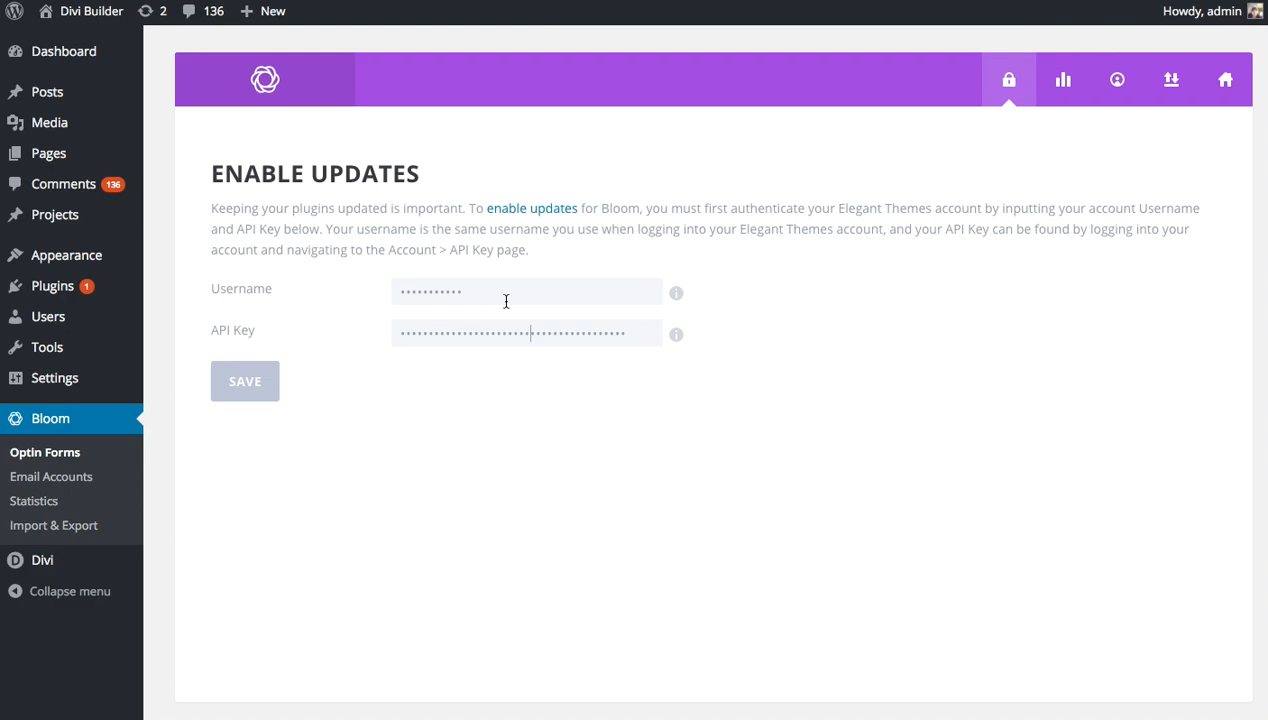 Divi Builder 2 136 New Howdy, admin
Dashboard
Posts
Media
Pages
Comments 136
Projects
Appearance
Plugins 1
Users
Tools
Settings
Bloom
Optin Forms
Email Accounts
Statistics
Import & Export
D Divi
Collapse menu
ENABLE UPDATES
Keeping your plugins updated is important. To enable updates for Bloom, you must first authenticate your Elegant Themes account by inputting your account Username
and API Key below. Your username is the same username you use when logging into your Elegant Themes account, and your API Key can be found by logging into your
account and navigating to the Account > API Key page.
Username
API Key
SAVE